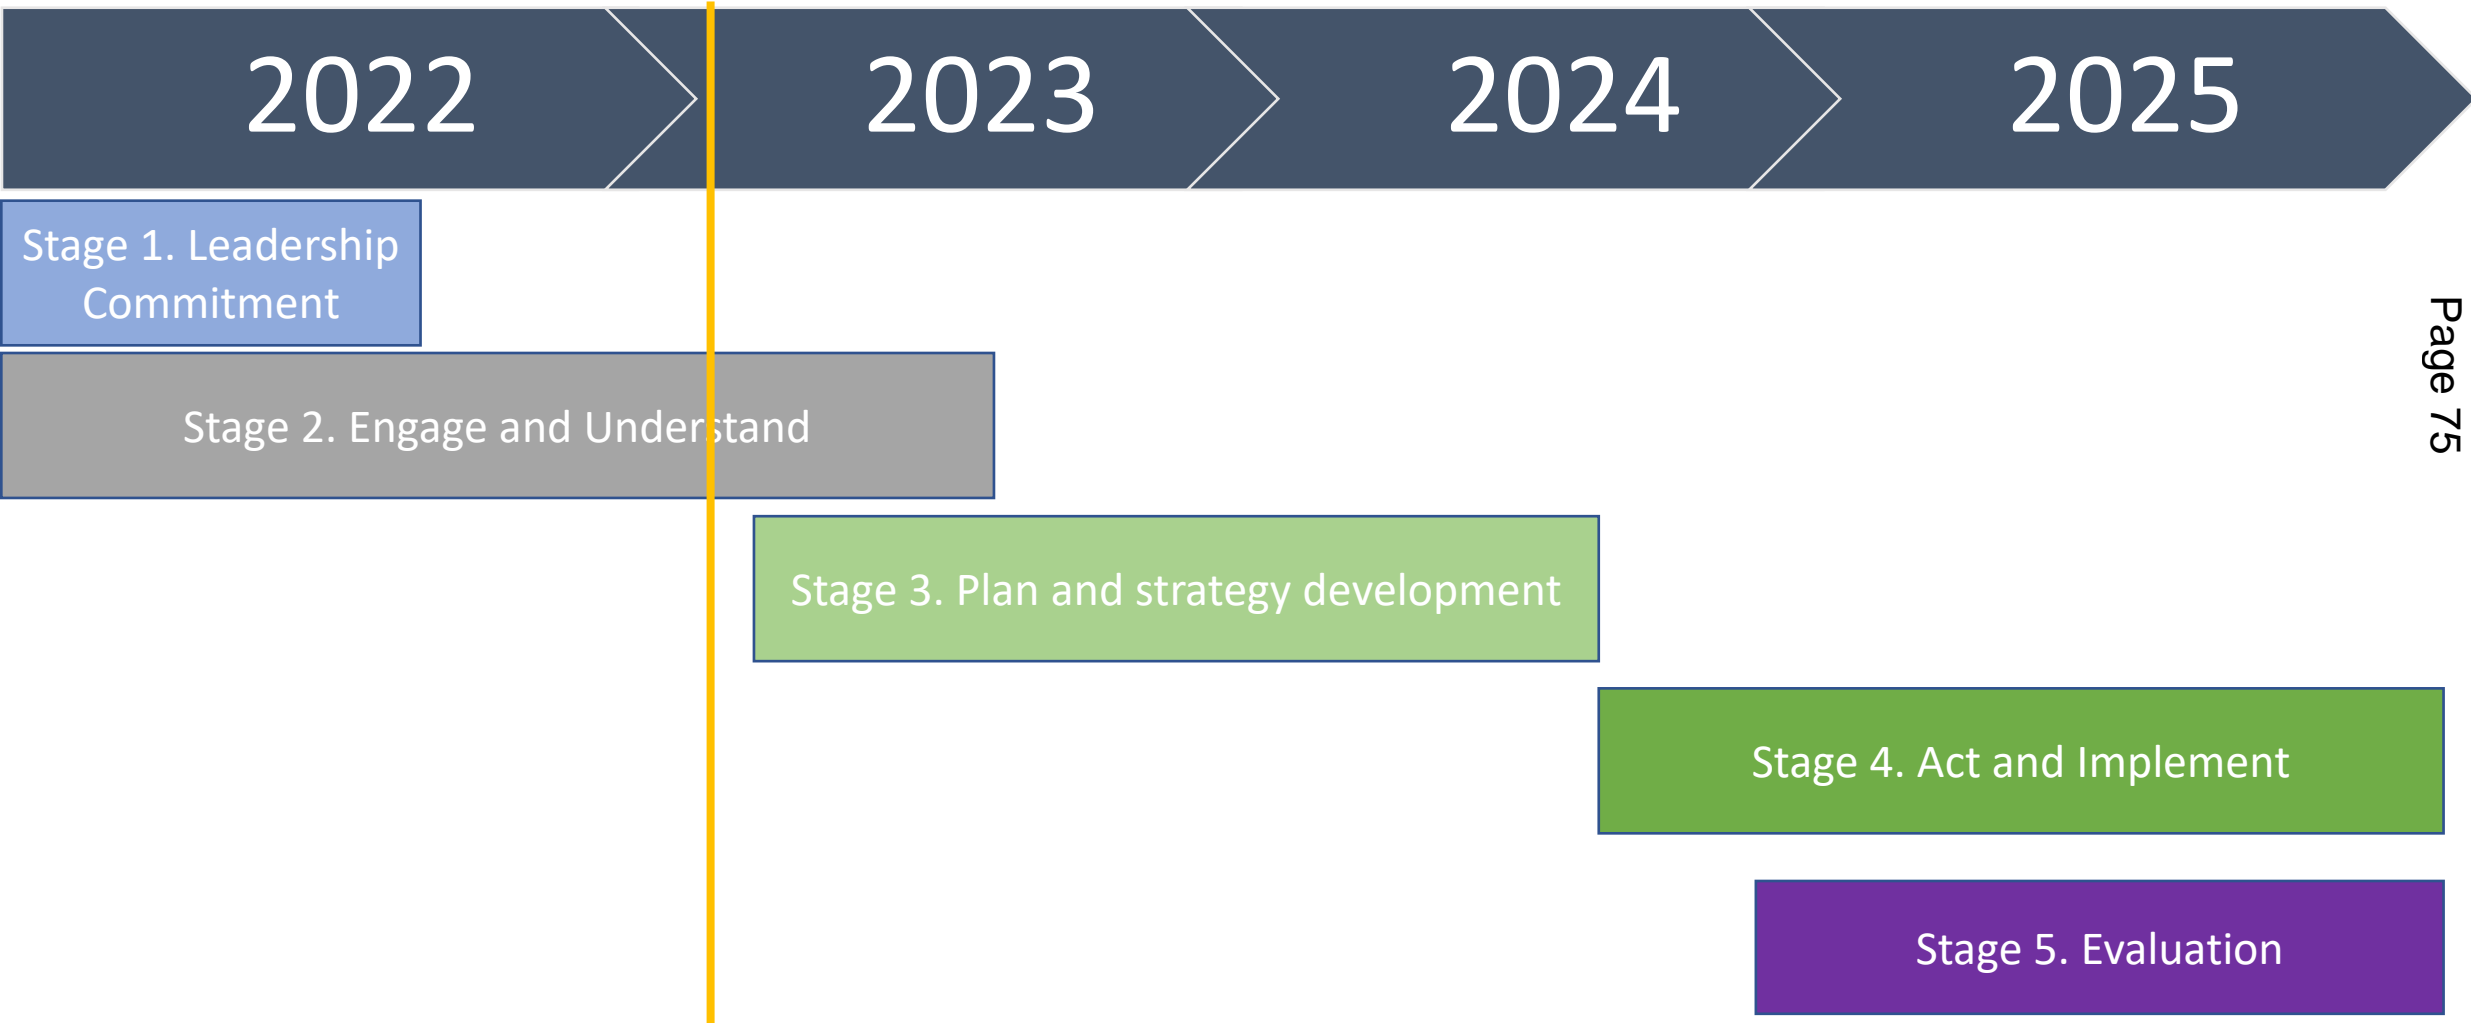 2022
2023
2024
2025
Stage 1. Leadership
Commitment
Stage 2. Engage and Understand
Stage 3. Plan and strategy development
Stage 4. Act and Implement
Stage 5. Evaluation
Page 75